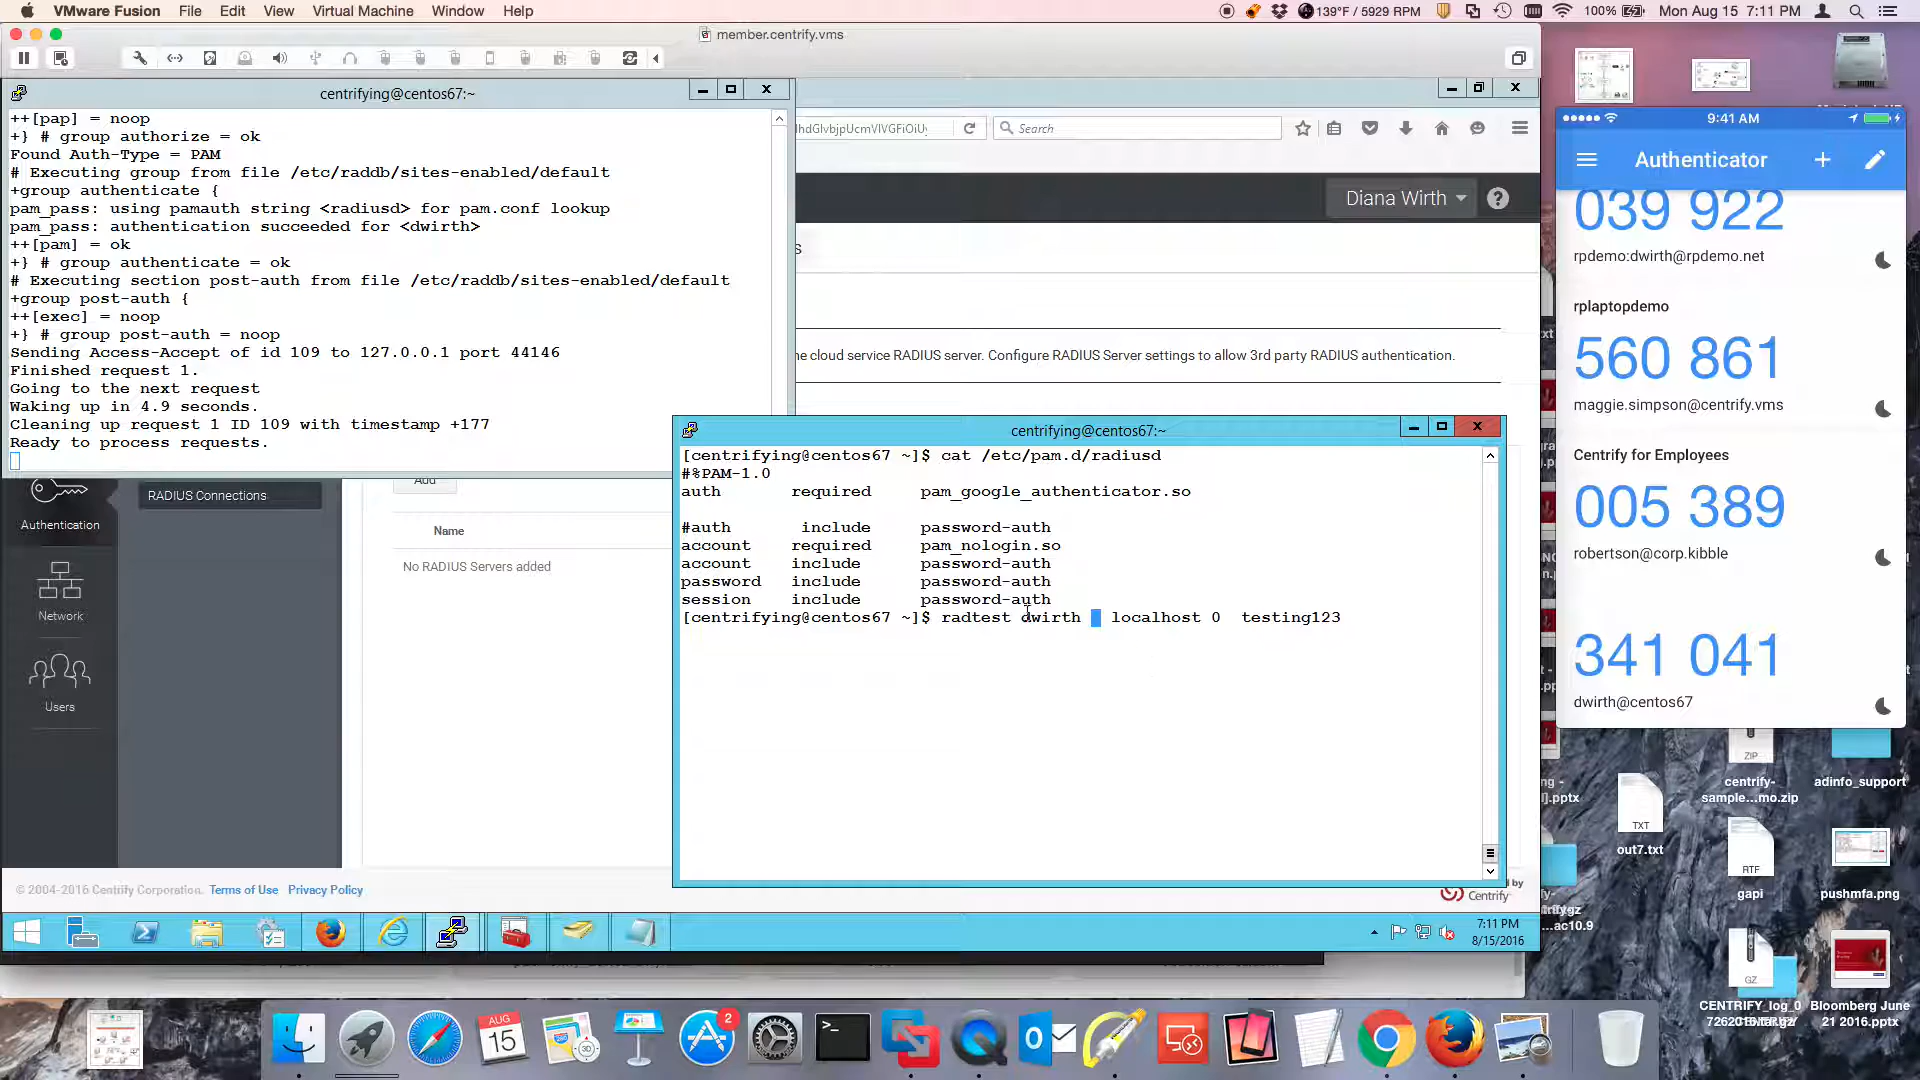 VMware Fusion File Edit View Virtual Machine Window Help
139°F / 5929 RPM 100% Mon Aug 15 7:11 PM
member.centrify.vms
centrifying@centos67:~
++[pap] = noop
+} # group authorize = ok
Found Auth-Type = PAM
# Executing group from file /etc/raddb/sites-enabled/default
+group authenticate {
pam_pass: using pamauth string <radiusd> for pam.conf lookup
pam_pass: authentication succeeded for <dwirth>
++[pam] = ok
+} # group authenticate = ok
# Executing section post-auth from file /etc/raddb/sites-enabled/default
+group post-auth {
++[exec] = noop
+} # group post-auth = noop
Sending Access-Accept of id 109 to 127.0.0.1 port 44146
Finished request 1.
Going to the next request
Waking up in 4.9 seconds.
Cleaning up request 1 ID 109 with timestamp +177
Ready to process requests.
Search
Diana Wirth
s
e cloud service RADIUS server. Configure RADIUS Server settings to allow 3rd party RADIUS authentication.
Authentication
Network
Users
RADIUS Connections
Add
Name
No RADIUS Servers added
centrifying@centos67:~
[centrifying@centos67 ~]$ cat /etc/pam.d/radiusd
#%PAM-1.0
auth required pam_google_authenticator.so
#auth include password-auth
account required pam_nologin.so
account include password-auth
password include password-auth
session include password-auth
[centrifying@centos67 ~]$ radtest dwirth localhost 0 testing123
© 2004-2016 Centrify Corporation. Terms of Use Privacy Policy
by
Centrify
7:11 PM
8/15/2016
9:41 AM
Authenticator
039 922
rpdemo:dwirth@rpdemo.net
rplaptopdemo
560 861
maggie.simpson@centrify.vms
Centrify for Employees
005 389
robertson@corp.kibble
341 041
dwirth@centos67
ZIP
centrify-
sample...mo.zip
adinfo_support
TXT
out7.txt
RTF
gapi
pushmfa.png
GZ
Bloomberg June
21 2016.pptx
AUG
15
2